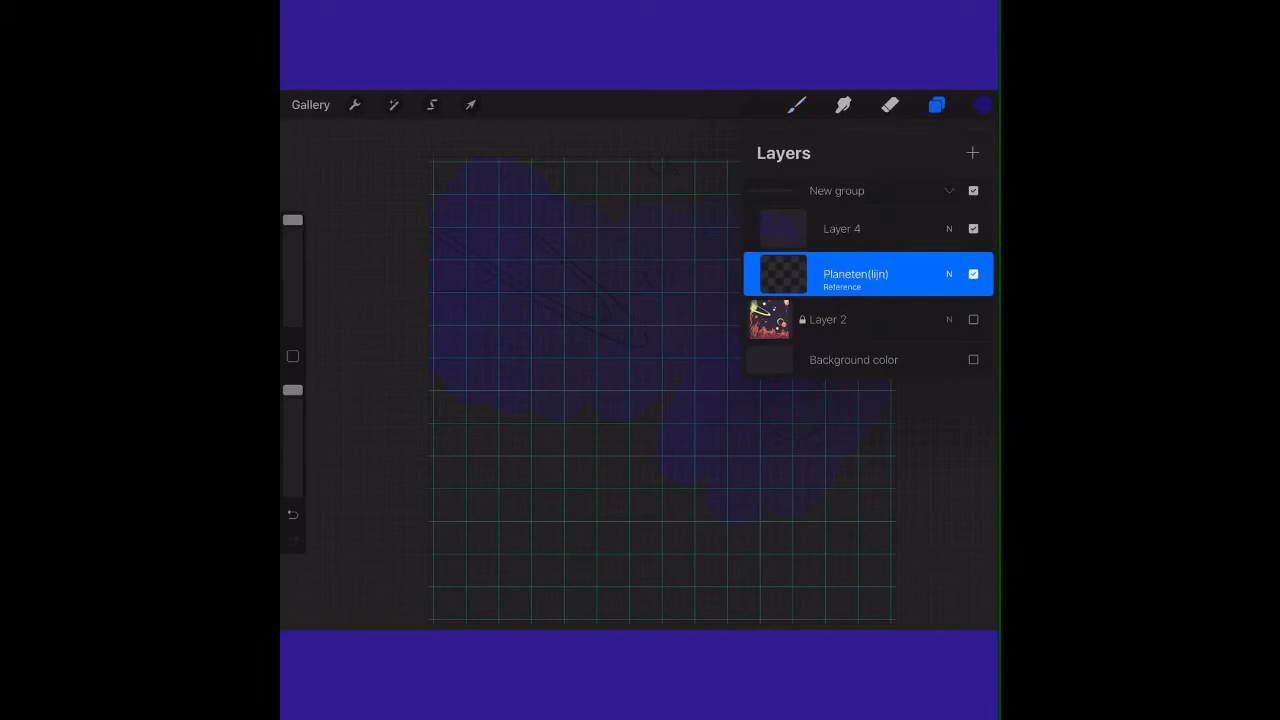 Gallery
Layers
New group
Layer 4 N
Planeten(lijn) N
Reference
Layer 2 N
Background color